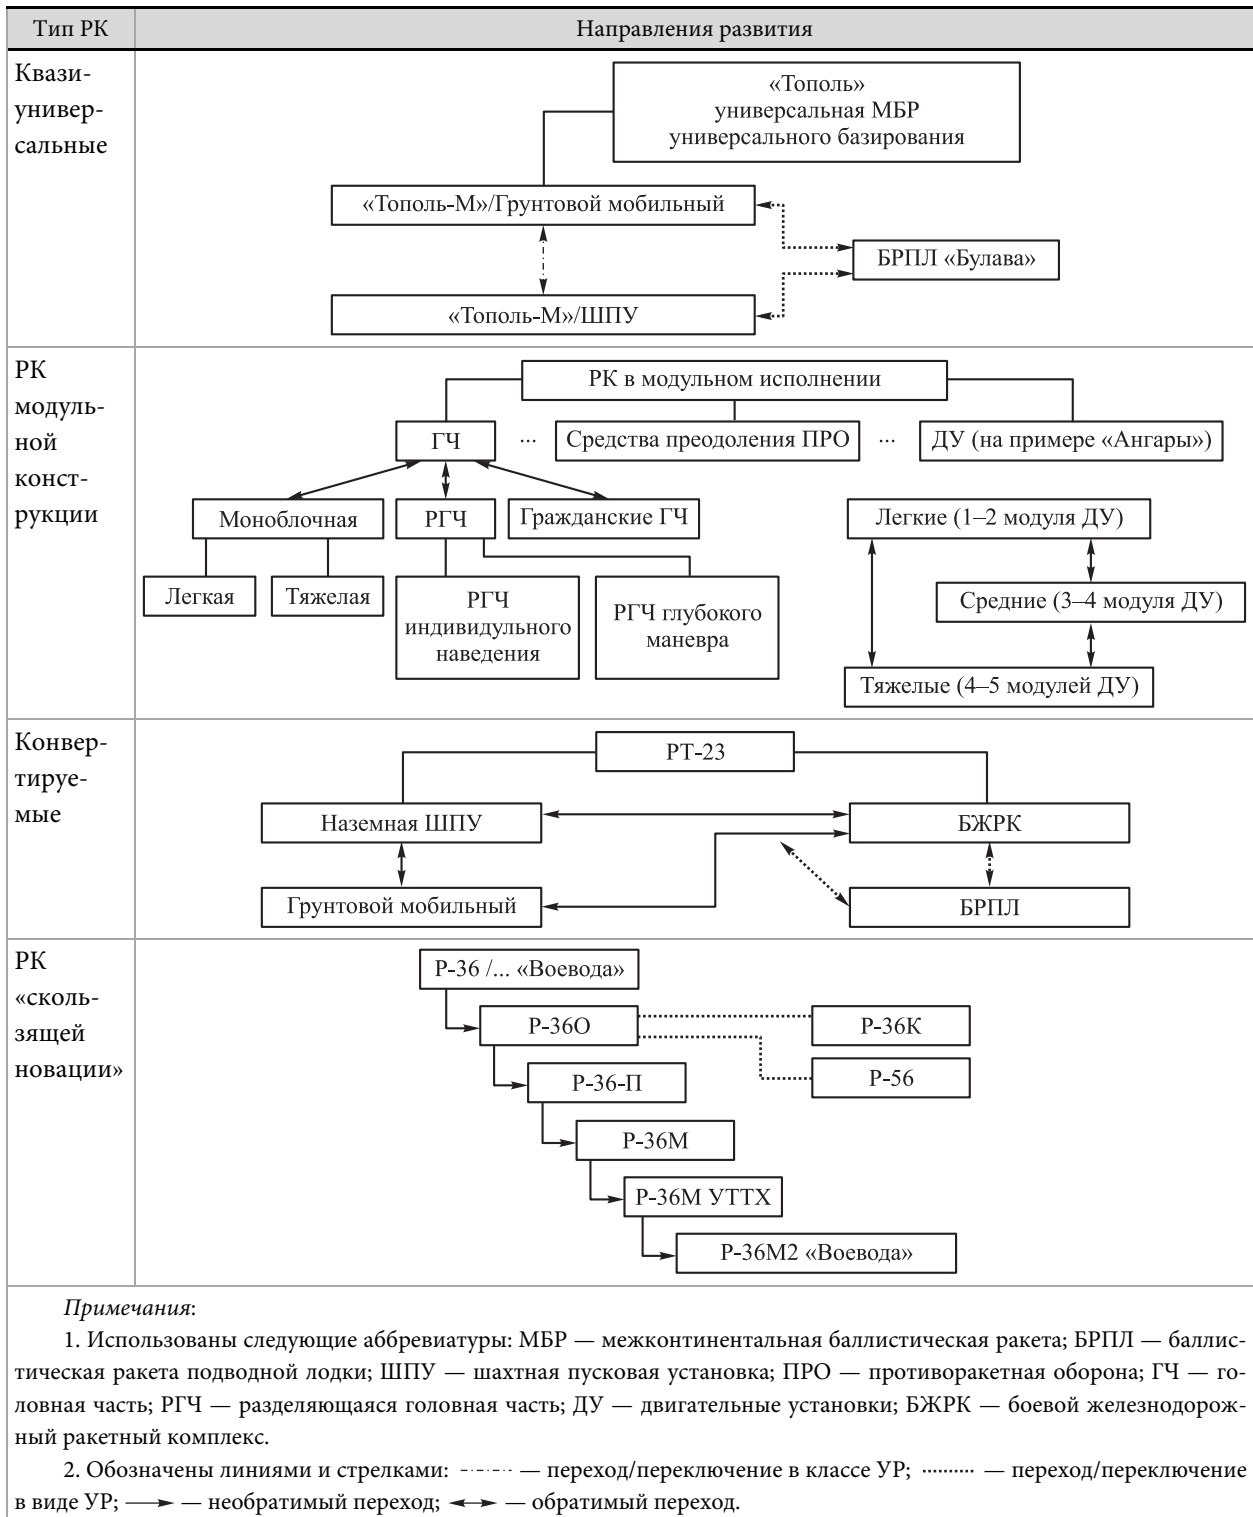 Тип РК
Направления развития
Квази-
универ-
сальные
«Тополь»
универсальная МБР
универсального базирования
«Тополь-М»/Грунтовой мобильный
БРПЛ «Булава»
«Тополь-М»/ШПУ
РК
модуль-
ной
конст-
рукции
РК в модульном исполнении
ГЧ ... Средства преодоления ПРО ... ДУ (на примере «Ангары»)
Моноблочная
РГЧ
Гражданские ГЧ
Легкие (1–2 модуля ДУ)
Легкая
Тяжелая
РГЧ
индивидульного
наведения
РГЧ глубокого
маневра
Средние (3–4 модуля ДУ)
Тяжелые (4–5 модулей ДУ)
Конвер-
тируе-
мые
РТ-23
Наземная ШПУ
БЖРК
Грунтовой мобильный
БРПЛ
РК
«сколь-
зящей
новации»
Р-36 /... «Воевода»
Р-36О
Р-36К
Р-56
Р-36-П
Р-36М
Р-36М УТТХ
Р-36М2 «Воевода»
Примечания:
1. Использованы следующие аббревиатуры: МБР — межконтинентальная баллистическая ракета; БРПЛ — баллис-
тическая ракета подводной лодки; ШПУ — шахтная пусковая установка; ПРО — противоракетная оборона; ГЧ — го-
ловная часть; РГЧ — разделяющаяся головная часть; ДУ — двигательные установки; БЖРК — боевой железнодорож-
ный ракетный комплекс.
2. Обозначены линиями и стрелками: — переход/переключение в классе УР; — переход/переключение
в виде УР; — необратимый переход; — обратимый переход.